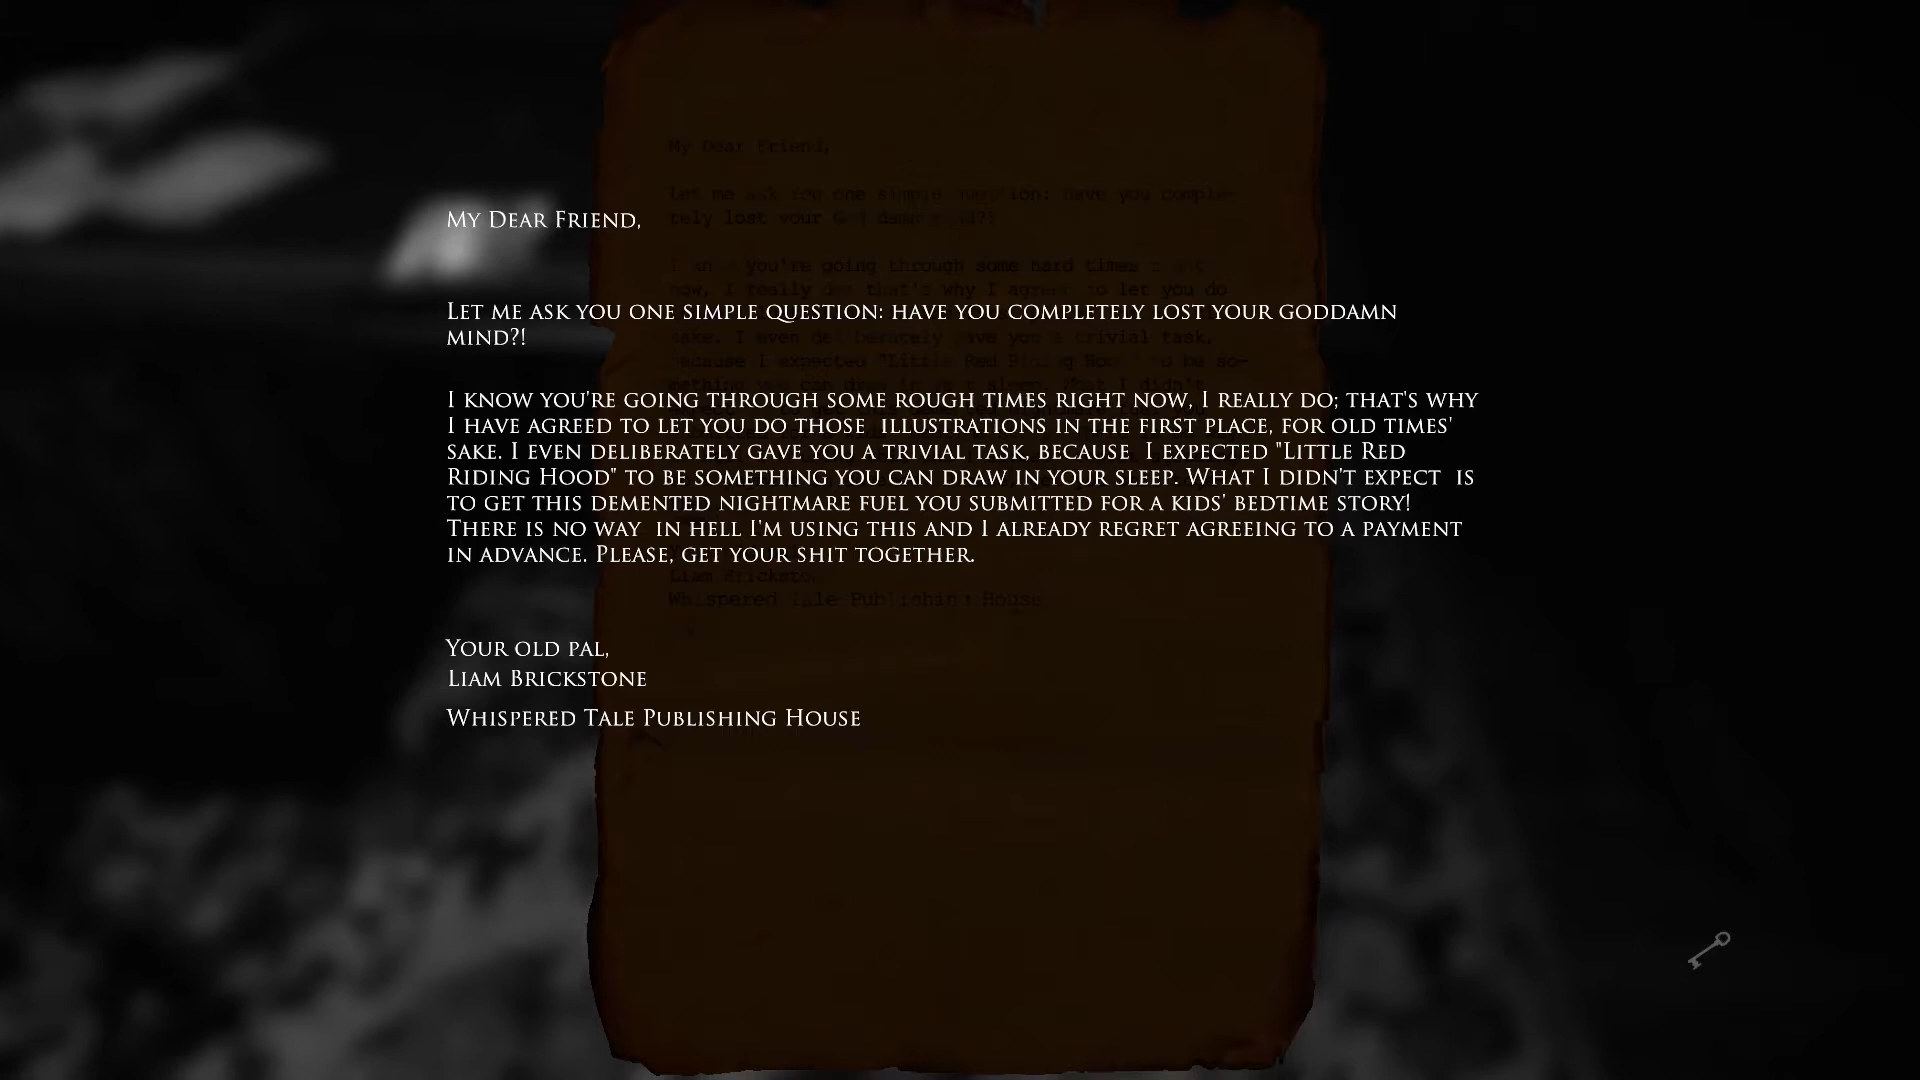 My Dear Friend,
Let me ask you one simple question: have you completely lost your goddamn
mind?!
I know you're going through some rough times right now, I really do; that's why
I have agreed to let you do those illustrations in the first place, for old times'
sake. I even deliberately gave you a trivial task, because I expected "Little Red
Riding Hood" to be something you can draw in your sleep. What I didn't expect is
to get this demented nightmare fuel you submitted for a kids' bedtime story!
There is no way in hell I'm using this and I already regret agreeing to a payment
in advance. Please, get your shit together.
Your old pal,
Liam Brickstone
Whispered Tale Publishing House